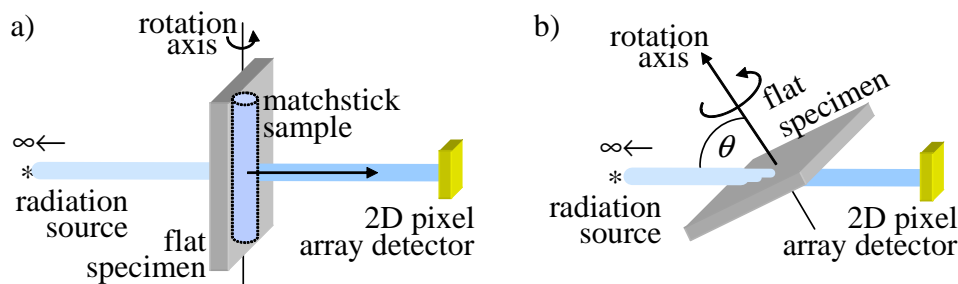 a)
rotation
axis
matchstick
sample
∞←
*
radiation
source
flat
specimen
2D pixel
array detector
b)
rotation
axis
flat
specimen
θ
∞←
*
radiation
source
2D pixel
array detector